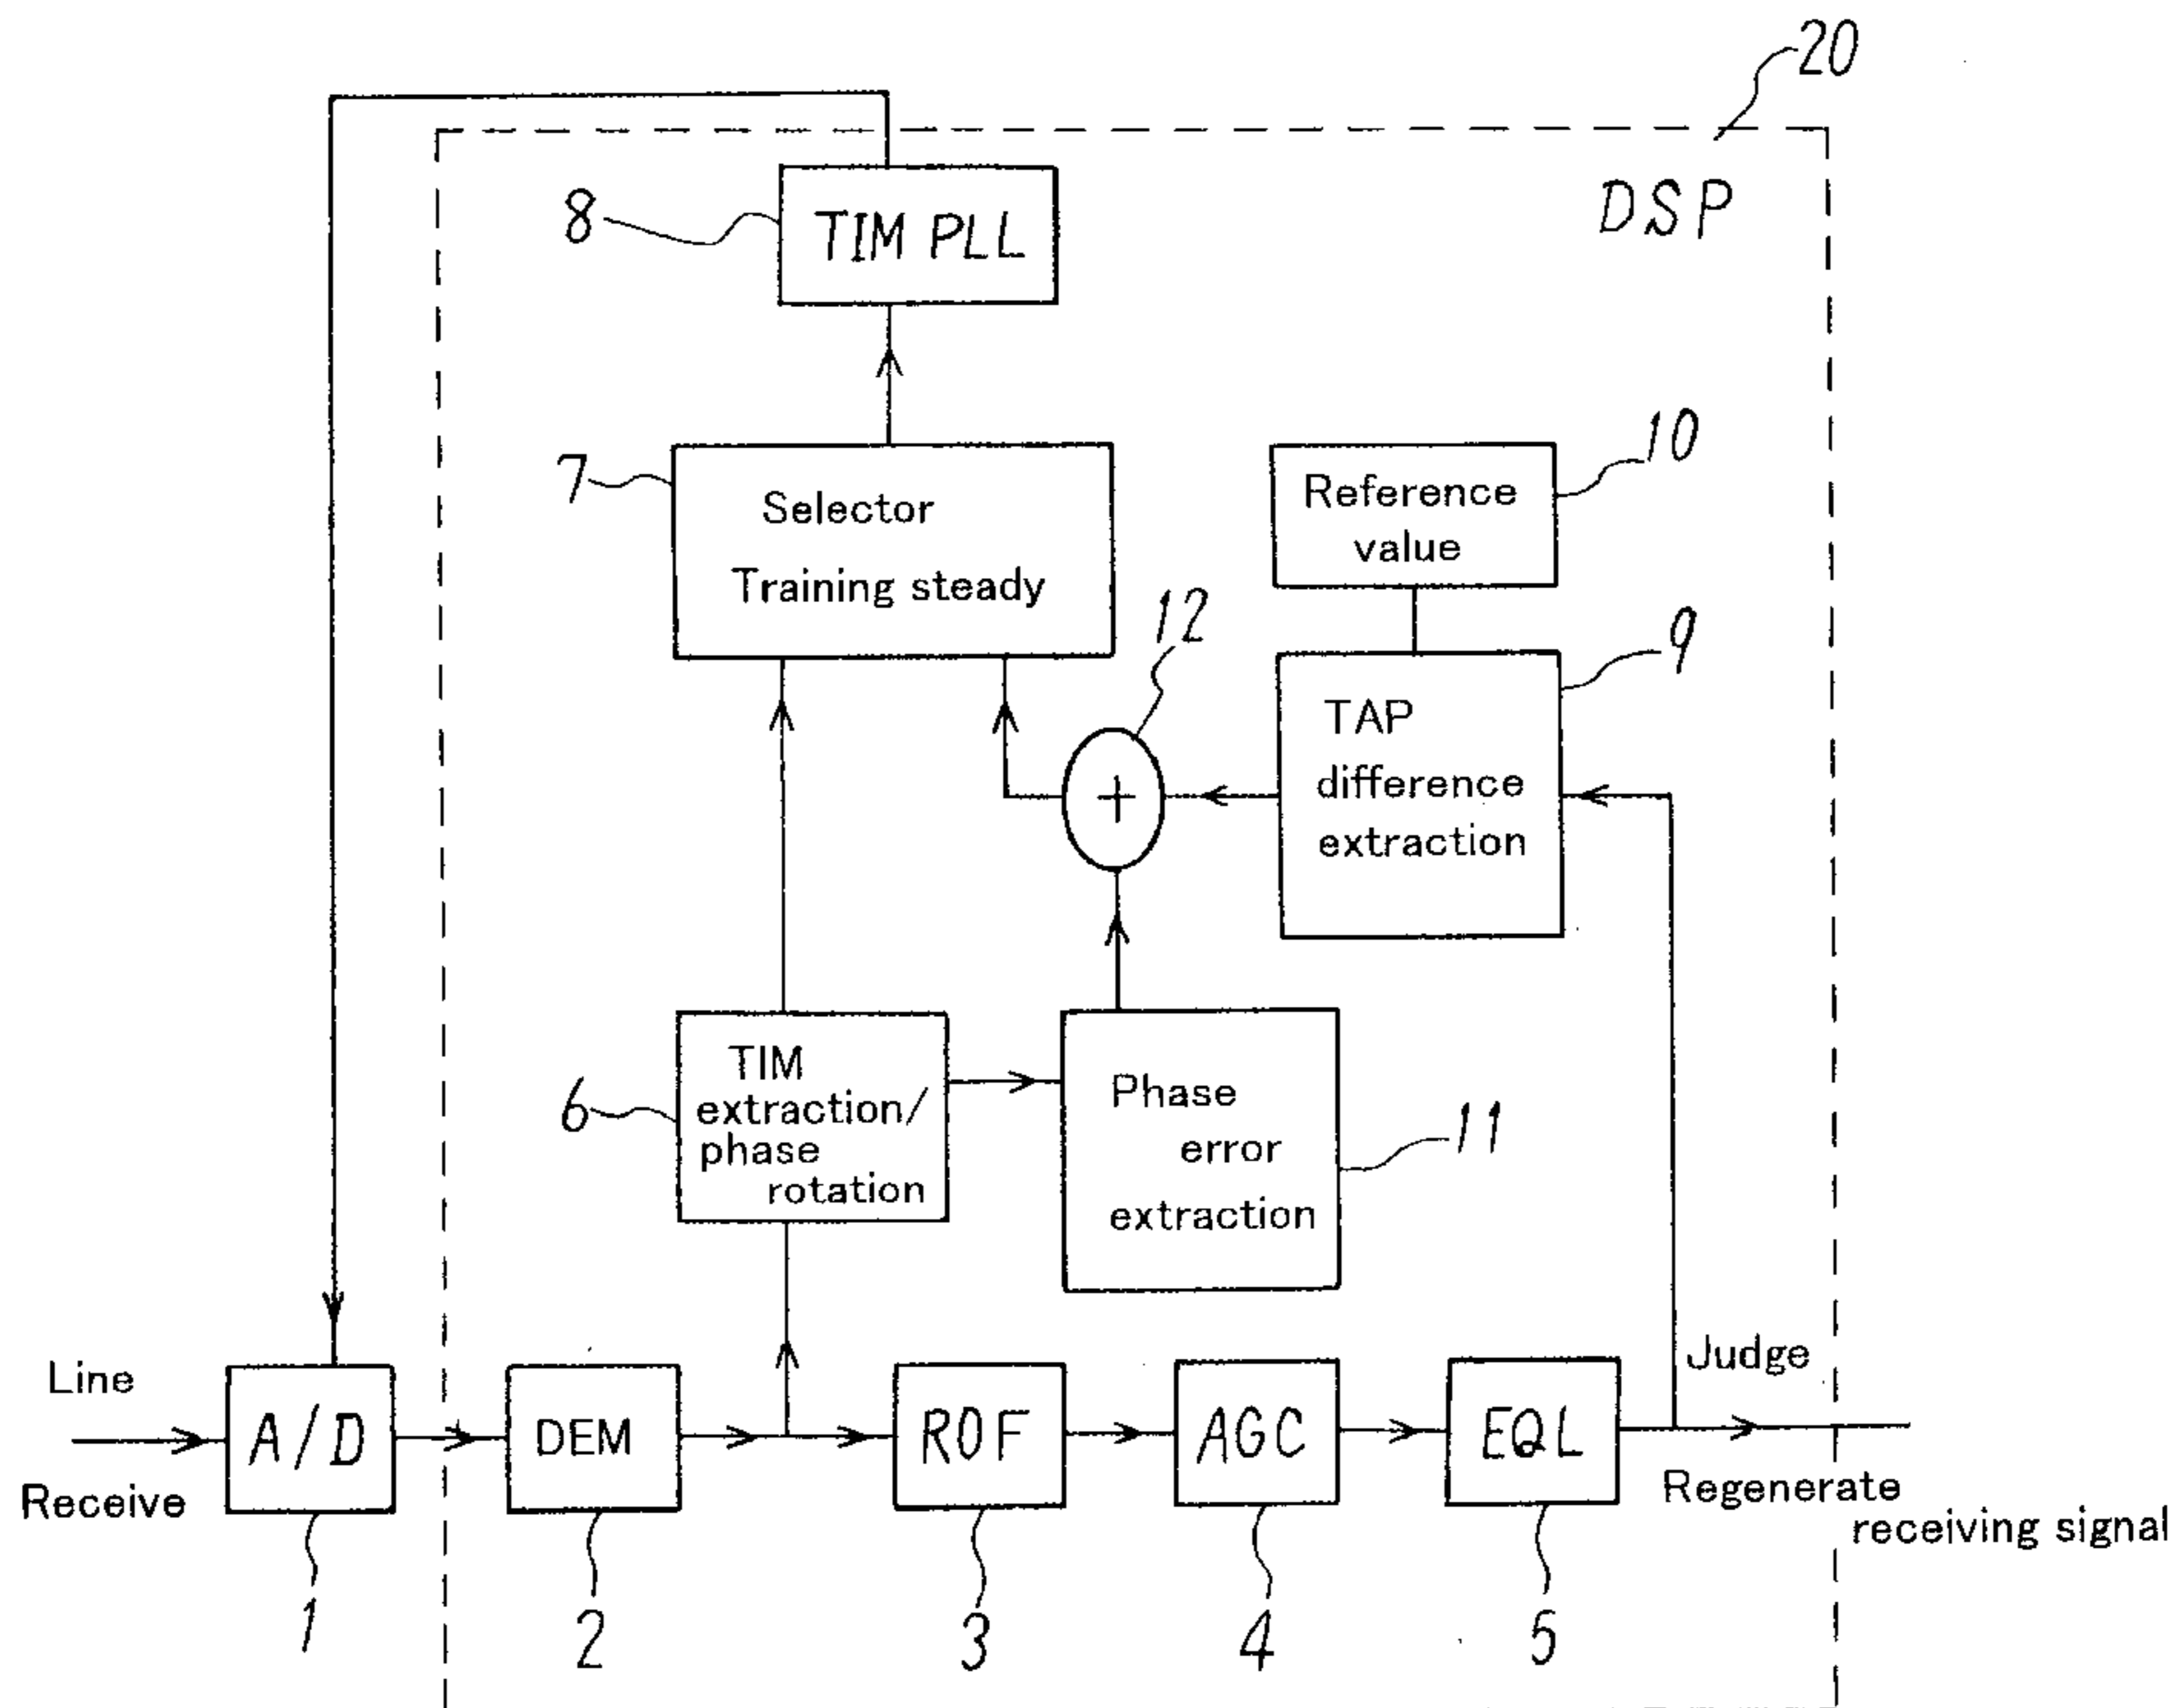 20
DSP
8
TIM PLL
7
Selector
Training steady
10
Reference
value
12
9
TAP
difference
extraction
+
6
TIM
extraction/
phase
rotation
Phase
error
extraction
11
Line
Receive
A/D
DEM
ROF
AGC
EQL
Judge
Regenerate
receiving signal
1
2
3
4
5